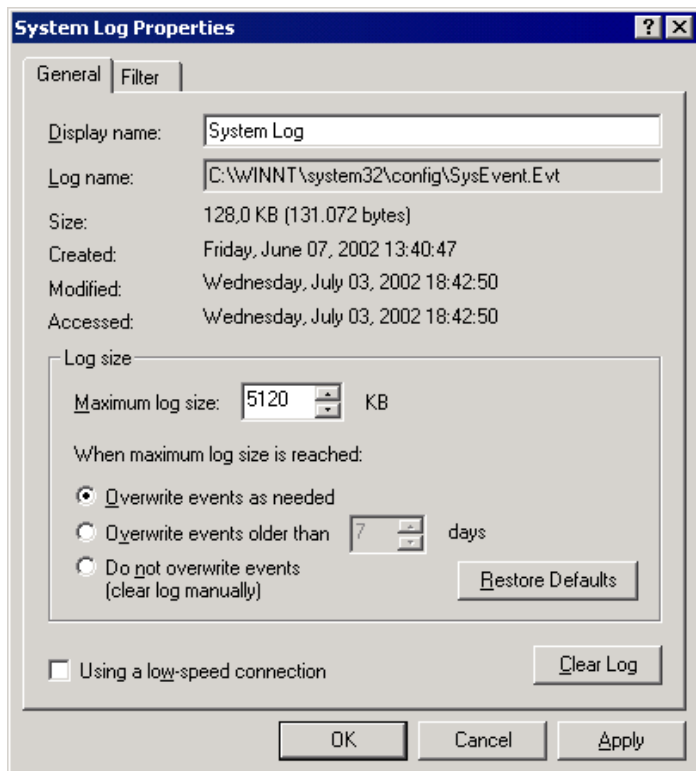 System Log Properties
General Filter
Display name: System Log
Log name: C:\WINNT\system32\config\SysEvent.Evt
Size: 128,0 KB (131.072 bytes)
Created: Friday, June 07, 2002 13:40:47
Modified: Wednesday, July 03, 2002 18:42:50
Accessed: Wednesday, July 03, 2002 18:42:50
Log size
Maximum log size: 5120 KB
When maximum log size is reached:
Overwrite events as needed
Overwrite events older than 7 days
Do not overwrite events
(clear log manually)
Restore Defaults
Using a low-speed connection
Clear Log
OK Cancel Apply